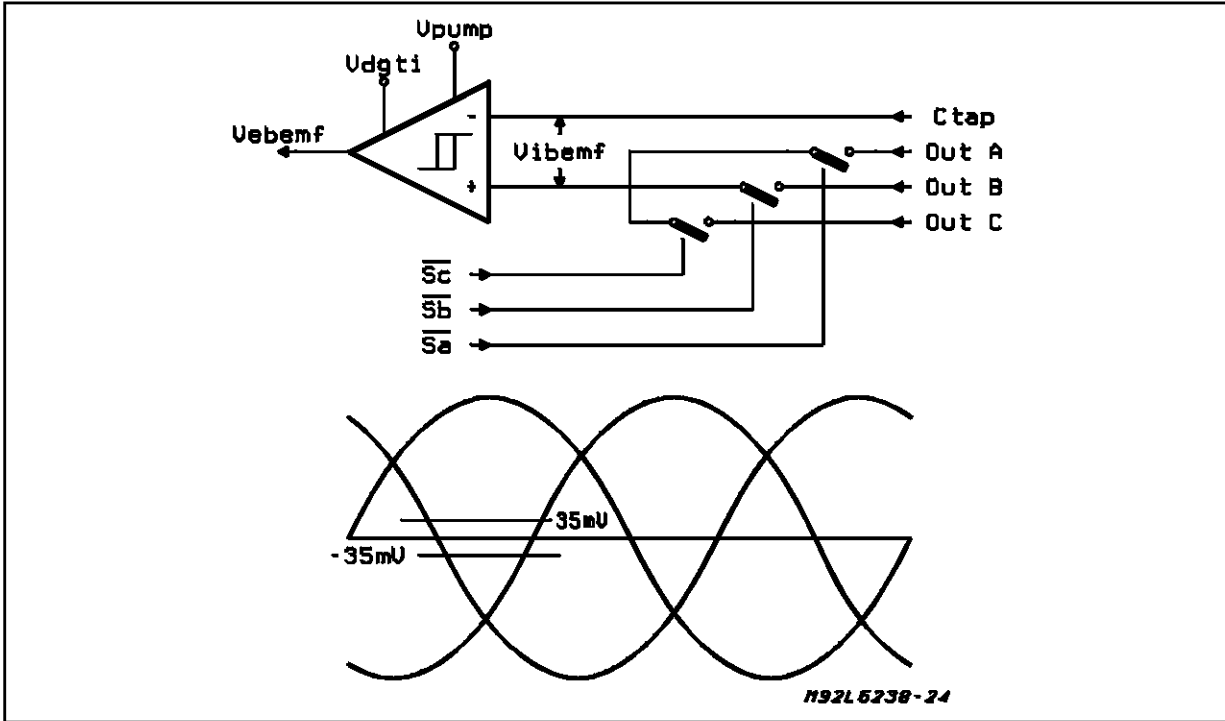 Vpump
Vdgti
Vebemf
-
+
Vibemf
Ctap
Out A
Out B
Out C
Sc
Sb
Sa
35mV
-35mV
M92L6238-24